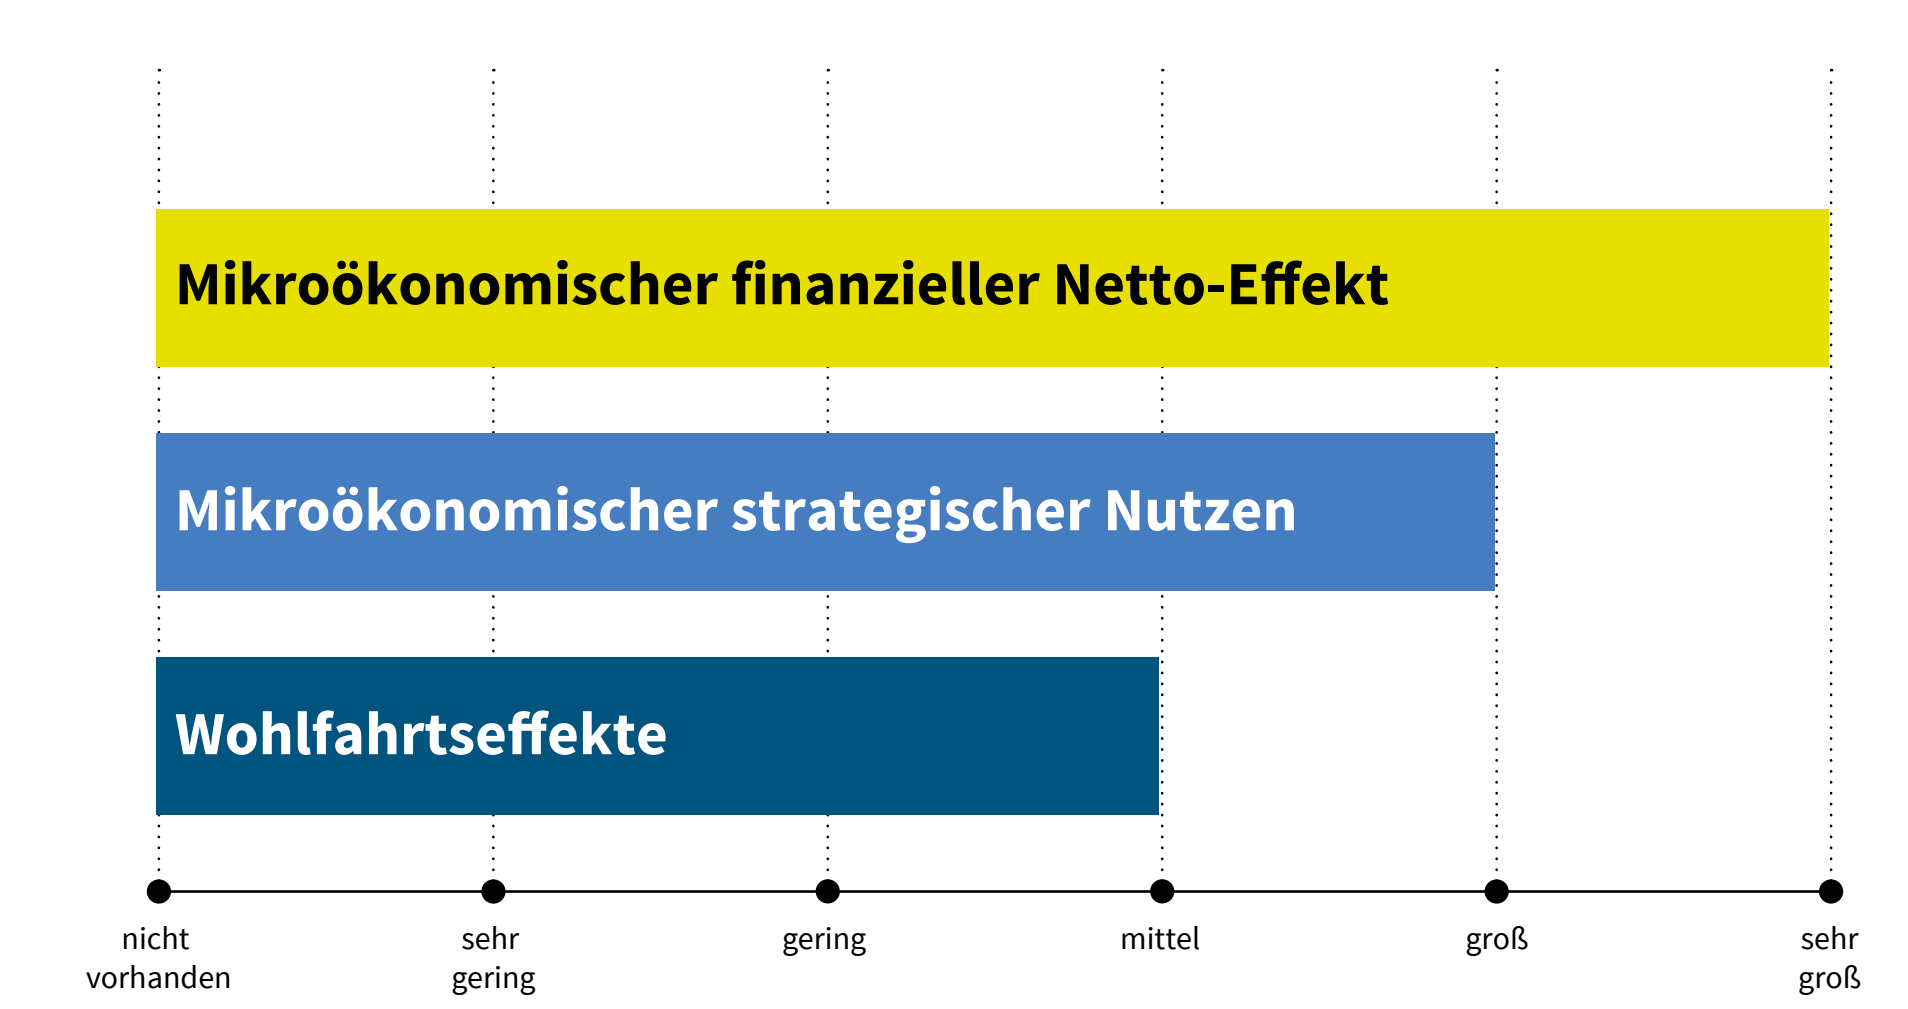 Mikroökonomischer finanzieller Netto-Effekt
Mikroökonomischer strategischer Nutzen
Wohlfahrtseffekte
nicht
vorhanden
sehr
gering
gering
mittel
groß
sehr
groß